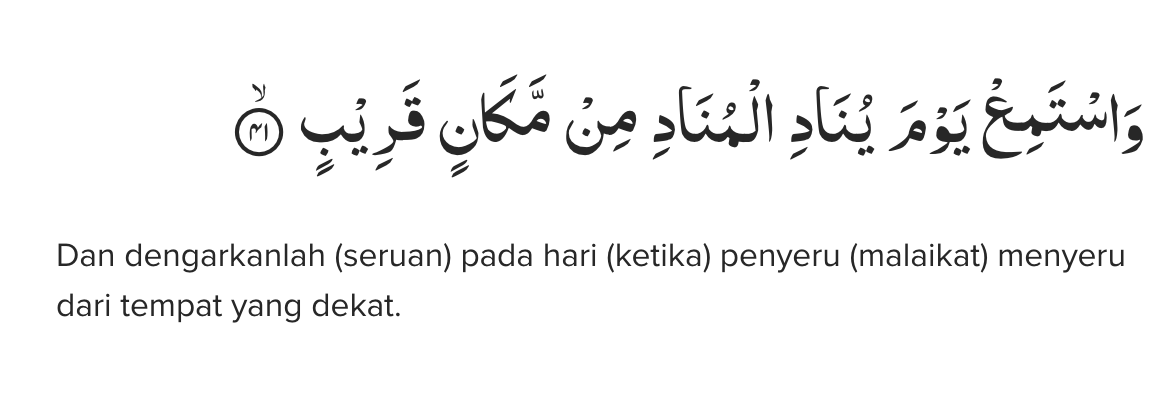 وَاسْتَمِعْ يَوْمَ يُنَادِ الْمُنَادِ مِنْ مَّكَانٍ قَرِيْبٍ ۙ ٤١
Dan dengarkanlah (seruan) pada hari (ketika) penyeru (malaikat) menyeru
dari tempat yang dekat.